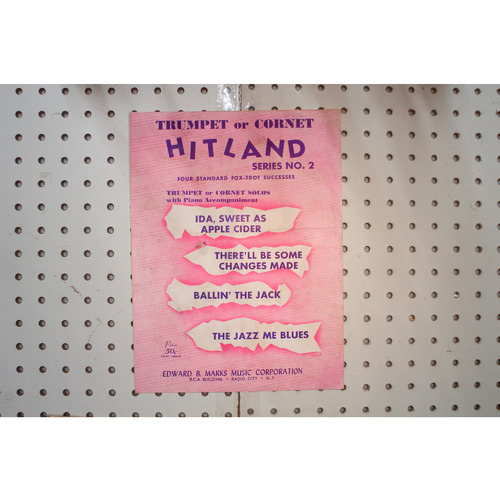 TRUMPET or CORNET
HITLAND
SERIES NO. 2
FOUR STANDARD FOX-TROT SUCCESSES
TRUMPET or CORNET SOLOS
with Piano Accompaniment
IDA, SWEET AS
APPLE CIDER
THERE'LL BE SOME
CHANGES MADE
BALLIN' THE JACK
THE JAZZ ME BLUES
Price
50c
EDWARD B. MARKS MUSIC CORPORATION
RCA BUILDING • RADIO CITY • N.Y.